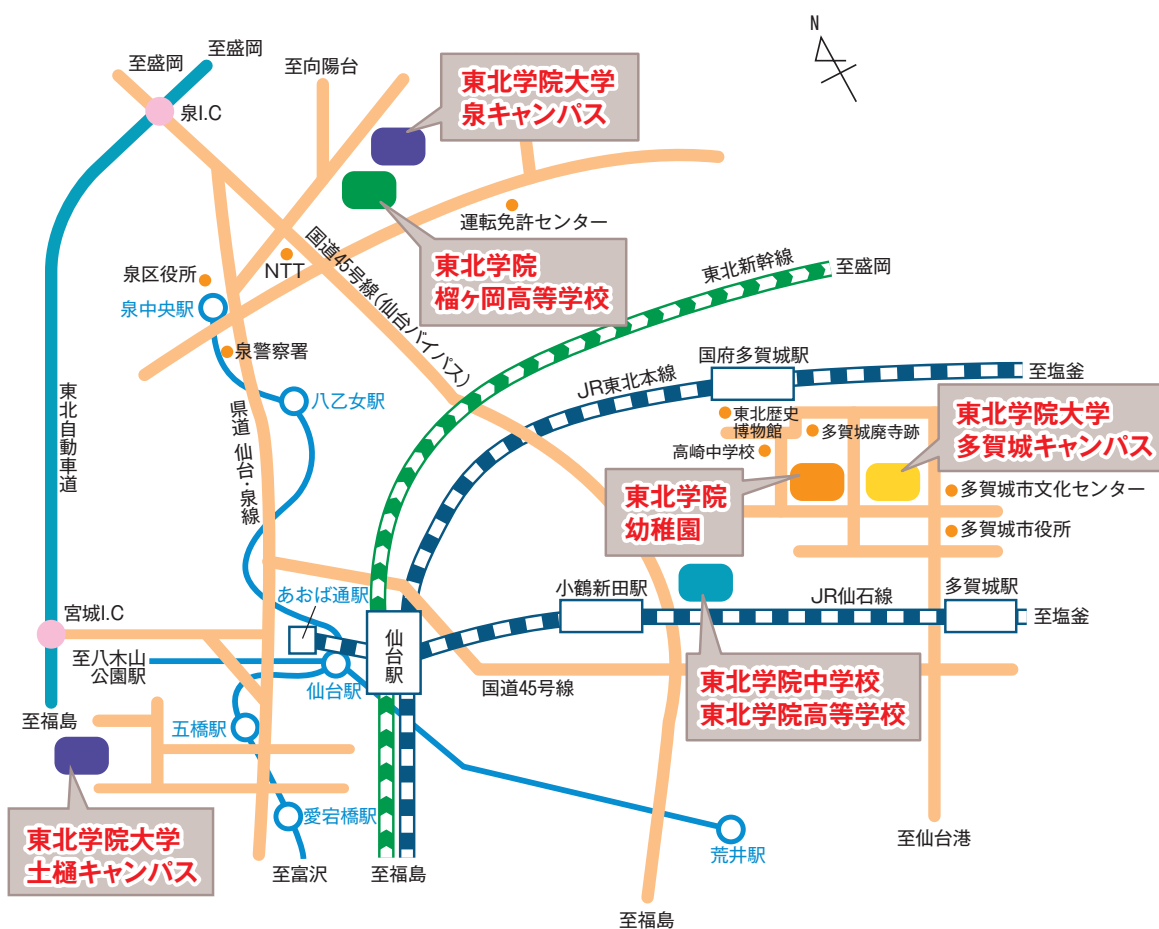 N
至盛岡
至盛岡
至向陽台
泉I.C
東北学院大学
泉キャンパス
運転免許センター
国道45号線(仙台バイパス)
NTT
泉区役所
泉中央駅
東北学院
榴ヶ岡高等学校
東北新幹線
至盛岡
泉警察署
八乙女駅
県道 仙台・泉線
東北自動車道
JR東北本線
国府多賀城駅
至塩釜
東北歴史
博物館
多賀城廃寺跡
高崎中学校
東北学院大学
多賀城キャンパス
東北学院
幼稚園
多賀城市文化センター
多賀城市役所
あおば通駅
小鶴新田駅
JR仙石線
多賀城駅
至塩釜
宮城I.C
仙台駅
至八木山
公園駅
仙台駅
国道45号線
東北学院中学校
東北学院高等学校
至福島
五橋駅
東北学院大学
土樋キャンパス
愛宕橋駅
荒井駅
至仙台港
至富沢
至福島
至福島